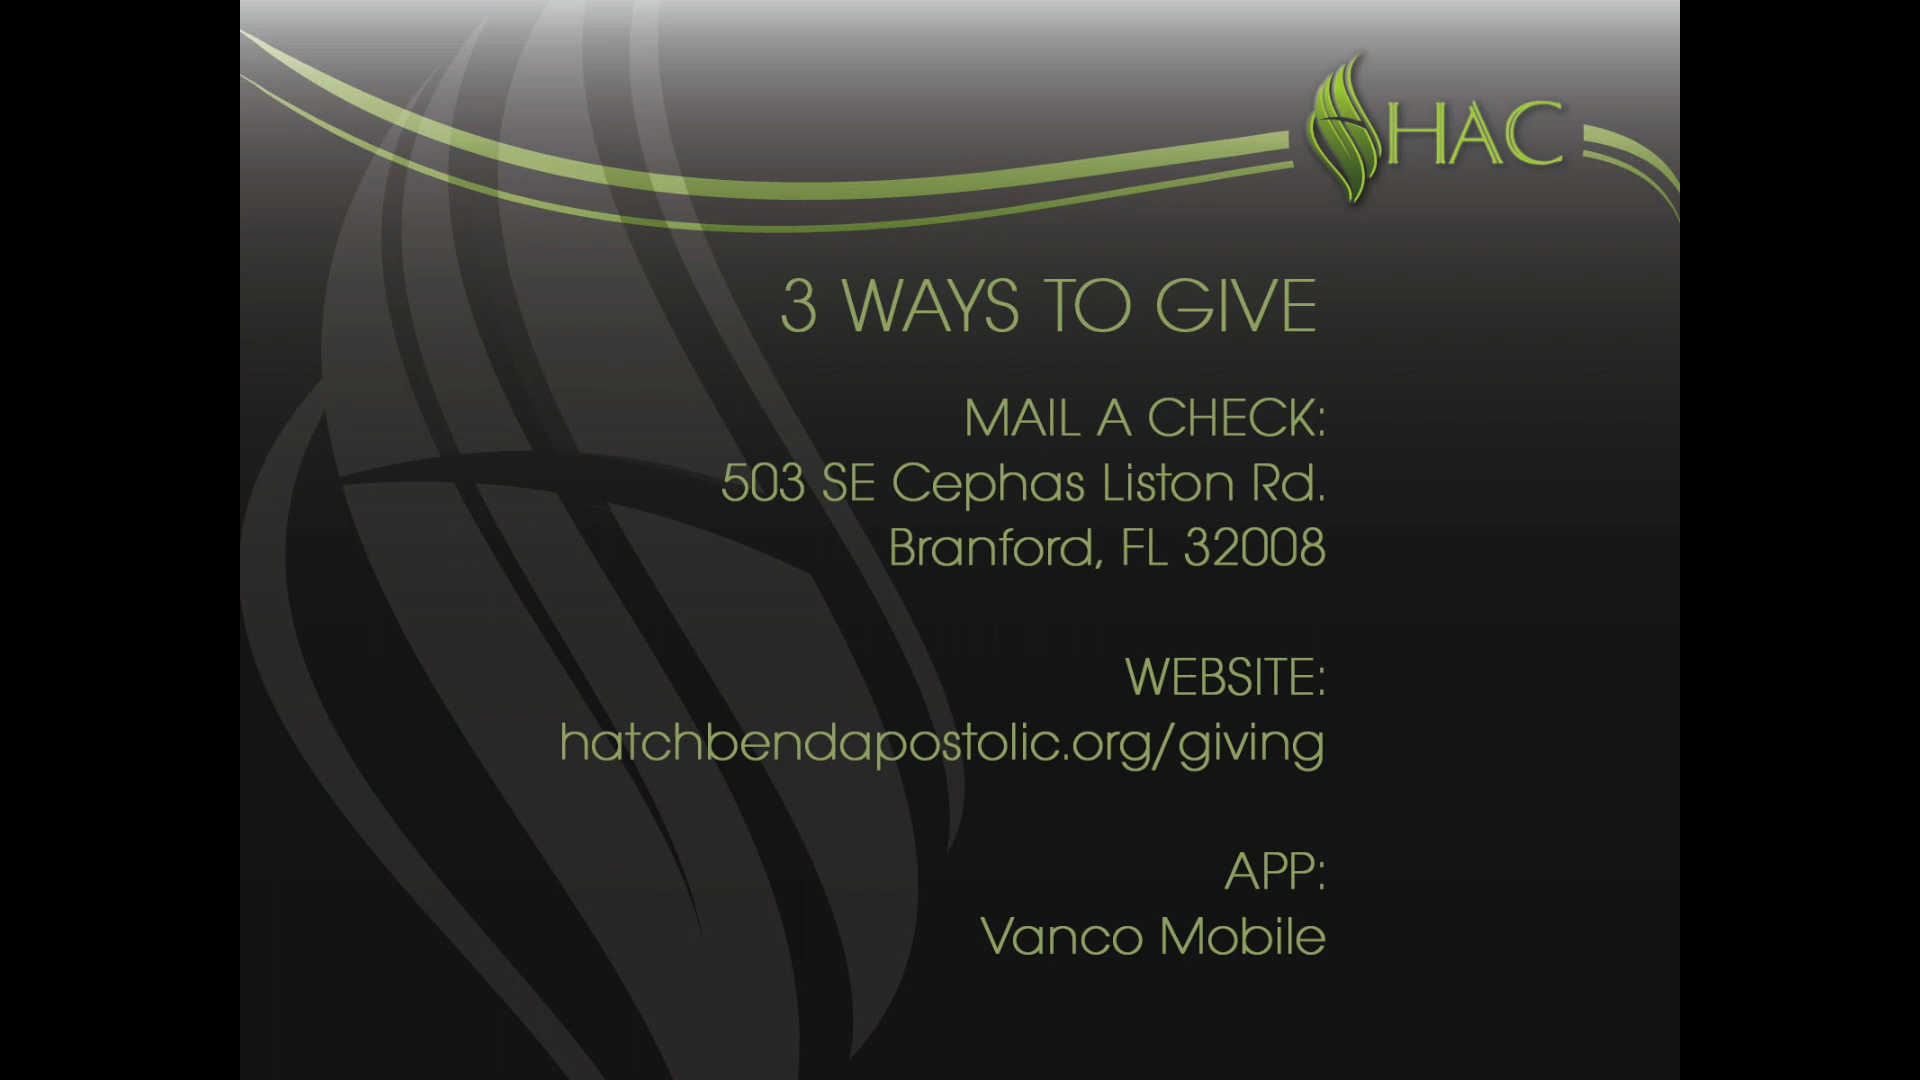 HAC
3 WAYS TO GIVE
MAIL A CHECK:
503 SE Cephas Liston Rd.
Branford, FL 32008
WEBSITE:
hatchbendapostolic.org/giving
APP:
Vanco Mobile